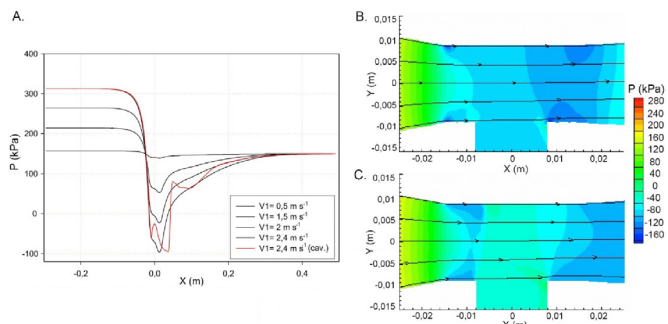 A.
400
300
200
100
0
-100
P (kPa)
-0.2 0.0 0.2 0.4
X (m)
V1= 0,5 m s⁻¹
V1= 1,5 m s⁻¹
V1= 2 m s⁻¹
V1= 2,4 m s⁻¹
V1= 2,4 m s⁻¹ (cav.)
B.
0,015
0,01
0,005
0
-0,005
-0,01
-0,015
Y (m)
-0,02 -0,01 0 0,01 0,02
X (m)
C.
0,015
0,01
0,005
0
-0,005
-0,01
-0,015
Y (m)
-0,02 -0,01 0 0,01 0,02
X (m)
P (kPa)
280
240
200
160
120
80
40
0
-40
-80
-120
-160